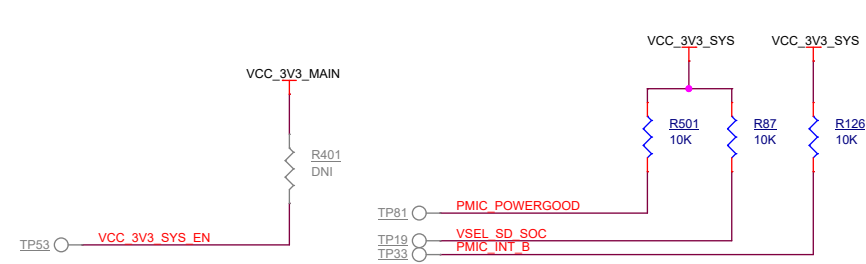 VCC_3V3_SYS
VCC_3V3_SYS
VCC_3V3_MAIN
R501
10K
R87
10K
R126
10K
R401
DNI
TP81
PMIC_POWERGOOD
TP53
VCC_3V3_SYS_EN
TP19
VSEL_SD_SOC
TP33
PMIC_INT_B